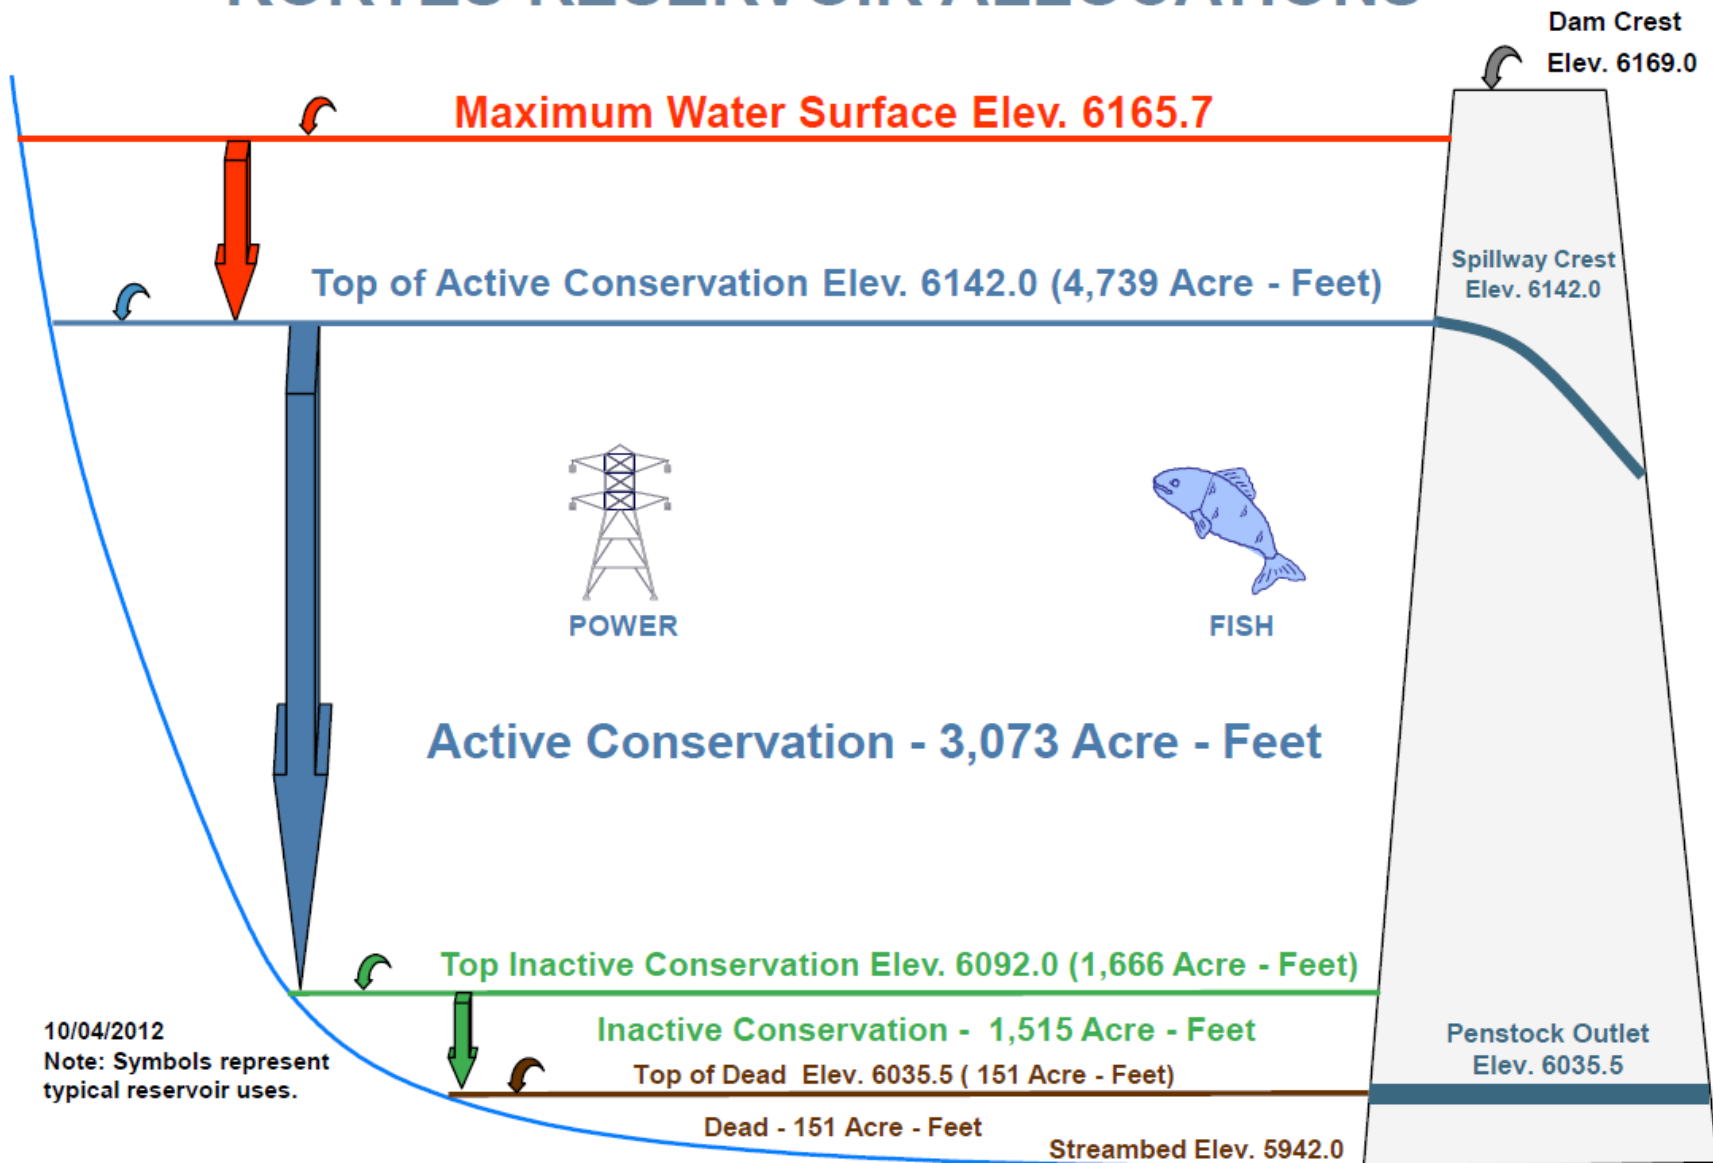 KORTES RESERVOIR ALLOCATIONS
Dam Crest
Elev. 6169.0
Maximum Water Surface Elev. 6165.7
Top of Active Conservation Elev. 6142.0 (4,739 Acre - Feet)
Spillway Crest
Elev. 6142.0
POWER
FISH
Active Conservation - 3,073 Acre - Feet
Top Inactive Conservation Elev. 6092.0 (1,666 Acre - Feet)
Inactive Conservation -  1,515 Acre - Feet
Penstock Outlet
Elev. 6035.5
10/04/2012
Note: Symbols represent
typical reservoir uses.
Top of Dead  Elev. 6035.5 ( 151 Acre - Feet)
Dead - 151 Acre - Feet
Streambed Elev. 5942.0